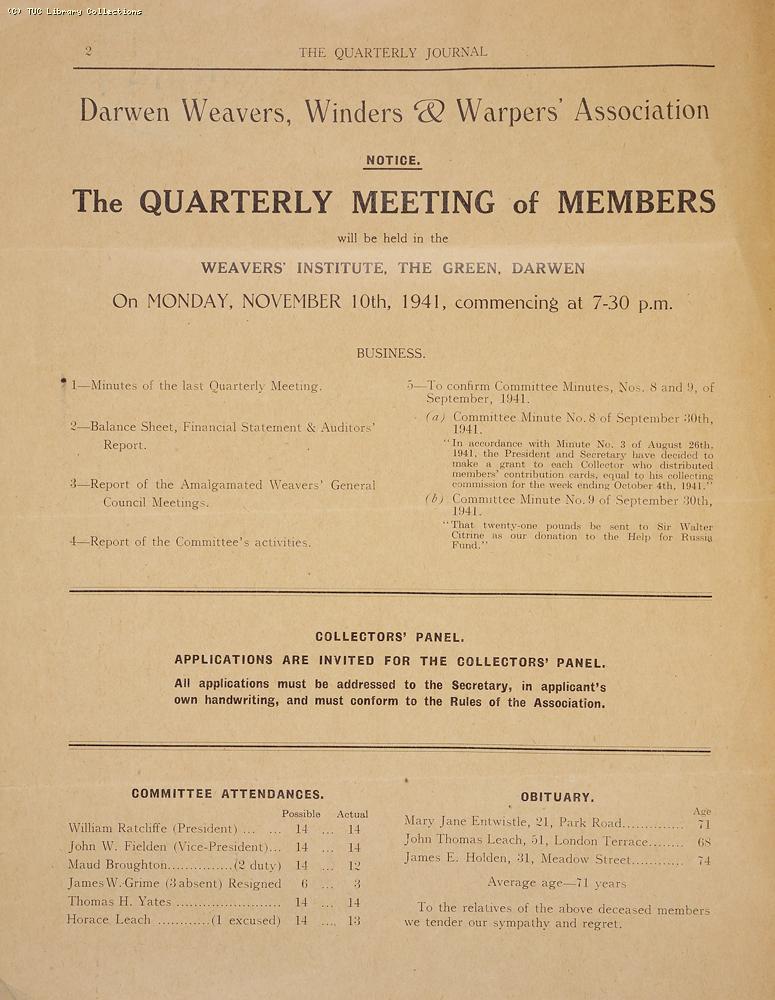 (C) TUC Library Collections
2 THE QUARTERLY JOURNAL
Darwen Weavers, Winders & Warpers' Association
NOTICE.
The QUARTERLY MEETING of MEMBERS
will be held in the
WEAVERS' INSTITUTE, THE GREEN, DARWEN
On MONDAY, NOVEMBER 10th, 1941, commencing at 7-30 p.m.
BUSINESS.
1—Minutes of the last Quarterly Meeting.
2—Balance Sheet, Financial Statement & Auditors'
Report.
3—Report of the Amalgamated Weavers' General
Council Meetings.
4—Report of the Committee's activities.
5—To confirm Committee Minutes, Nos. 8 and 9, of
September, 1941.
(a) Committee Minute No. 8 of September 30th,
1941.
"In accordance with Minute No. 3 of August 26th,
1941, the President and Secretary have decided to
make a grant to each Collector who distributed
members' contribution cards, equal to his collecting
commission for the week ending October 4th, 1941."
(b) Committee Minute No. 9 of September 30th,
1941.
"That twenty-one pounds be sent to Sir Walter
Citrine as our donation to the Help for Russia
Fund."
COLLECTORS' PANEL.
APPLICATIONS ARE INVITED FOR THE COLLECTORS' PANEL.
All applications must be addressed to the Secretary, in applicant's
own handwriting, and must conform to the Rules of the Association.
COMMITTEE ATTENDANCES.
Possible Actual
William Ratcliffe (President) ... ... 14 ... 14
John W. Fielden (Vice-President)... 14 ... 14
Maud Broughton...............(2 duty) 14 ... 12
James W. Grime (3 absent) Resigned 6 ... 3
Thomas H. Yates ........................ 14 ... 14
Horace Leach ............(1 excused) 14 .... 13
OBITUARY.
Age
Mary Jane Entwistle, 21, Park Road.............. 71
John Thomas Leach, 51, London Terrace........ 68
James E. Holden, 31, Meadow Street............ 74
Average age—71 years
To the relatives of the above deceased members
we tender our sympathy and regret.